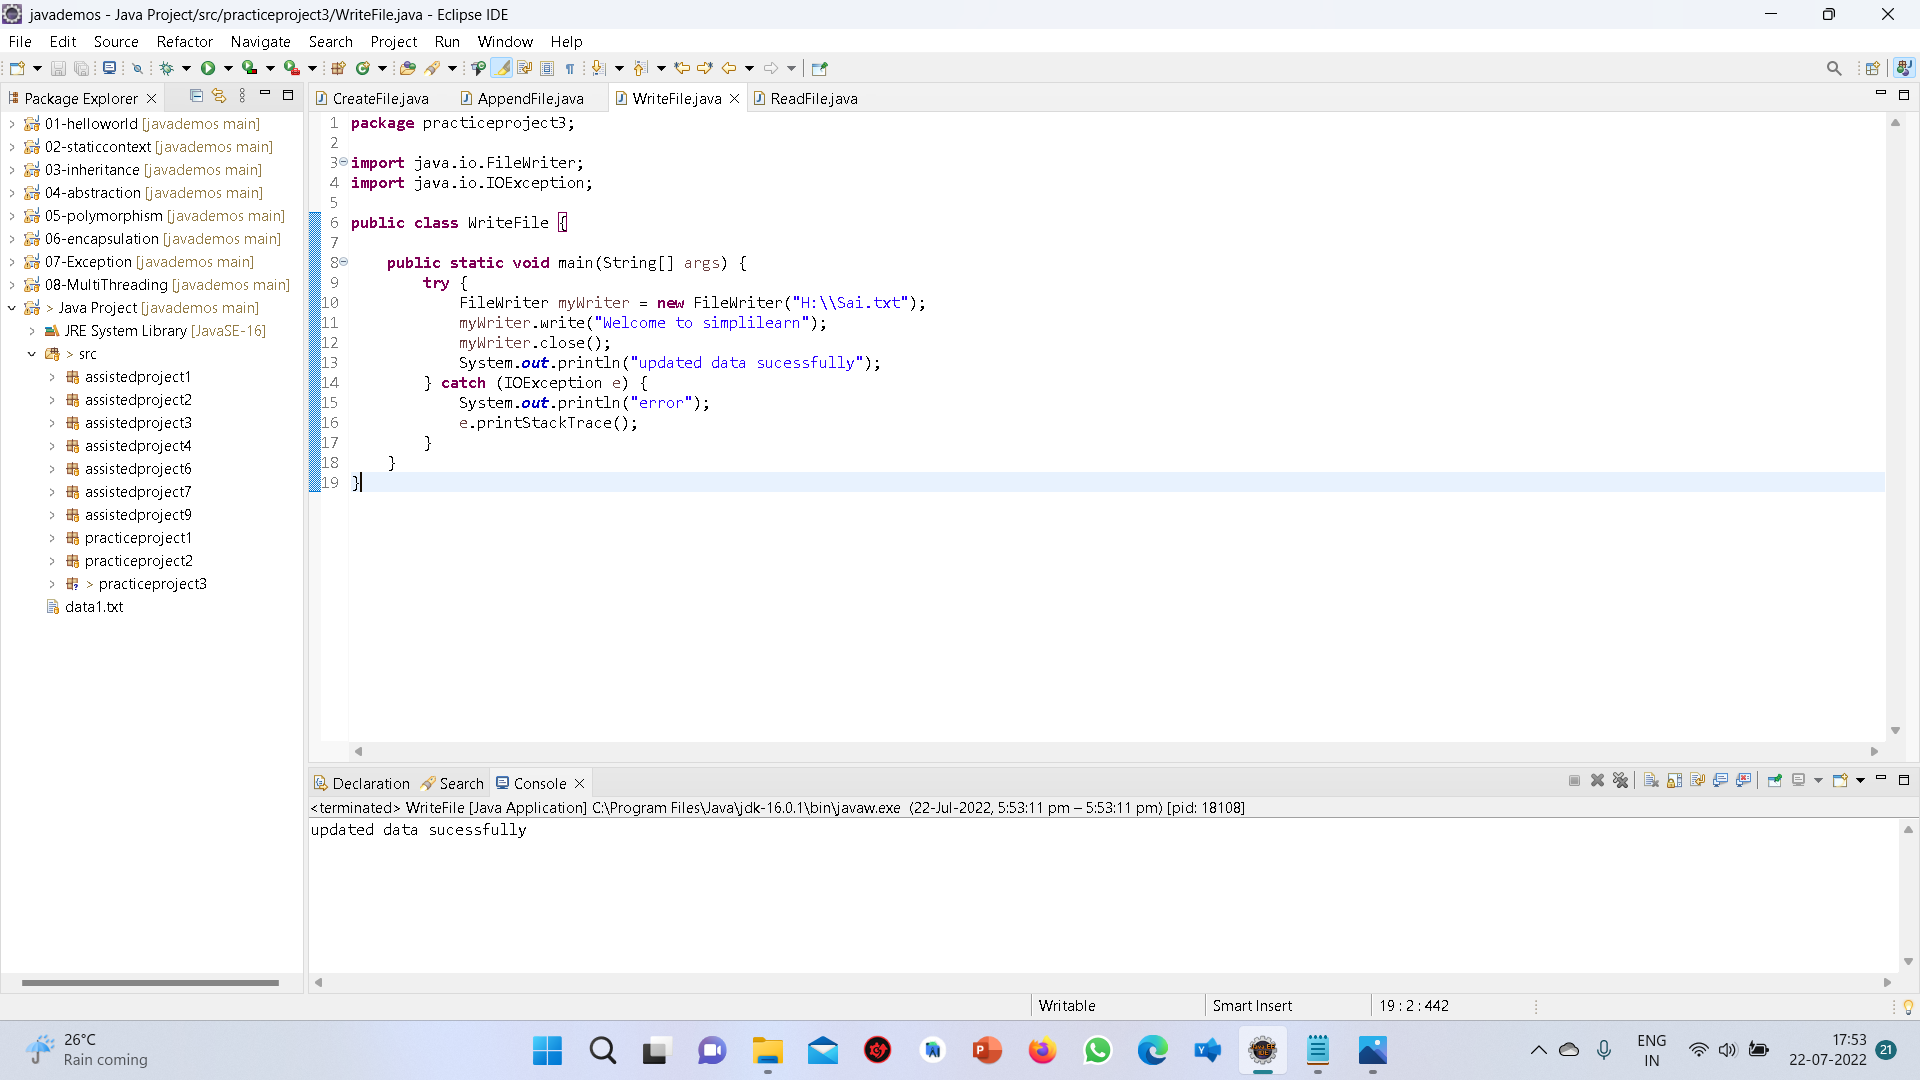 javademos - Java Project/src/practiceproject3/WriteFile.java - Eclipse IDE
File Edit Source Refactor Navigate Search Project Run Window Help
Package Explorer
01-helloworld [javademos main]
02-staticcontext [javademos main]
03-inheritance [javademos main]
04-abstraction [javademos main]
05-polymorphism [javademos main]
06-encapsulation [javademos main]
07-Exception [javademos main]
08-MultiThreading [javademos main]
> Java Project [javademos main]
JRE System Library [JavaSE-16]
> src
assistedproject1
assistedproject2
assistedproject3
assistedproject4
assistedproject6
assistedproject7
assistedproject9
practiceproject1
practiceproject2
> practiceproject3
data1.txt
CreateFile.java AppendFile.java WriteFile.java ReadFile.java
1 package practiceproject3;
2
3 import java.io.FileWriter;
4 import java.io.IOException;
5
6 public class WriteFile {
7
8 public static void main(String[] args) {
9 try {
10 FileWriter myWriter = new FileWriter("H:\\Sai.txt");
11 myWriter.write("Welcome to simplilearn");
12 myWriter.close();
13 System.out.println("updated data sucessfully");
14 } catch (IOException e) {
15 System.out.println("error");
16 e.printStackTrace();
17 }
18 }
19 }
Declaration Search Console
<terminated> WriteFile [Java Application] C:\Program Files\Java\jdk-16.0.1\bin\javaw.exe (22-Jul-2022, 5:53:11 pm – 5:53:11 pm) [pid: 18108]
updated data sucessfully
Writable Smart Insert 19 : 2 : 442
26°C
Rain coming
ENG
IN
17:53
22-07-2022
21